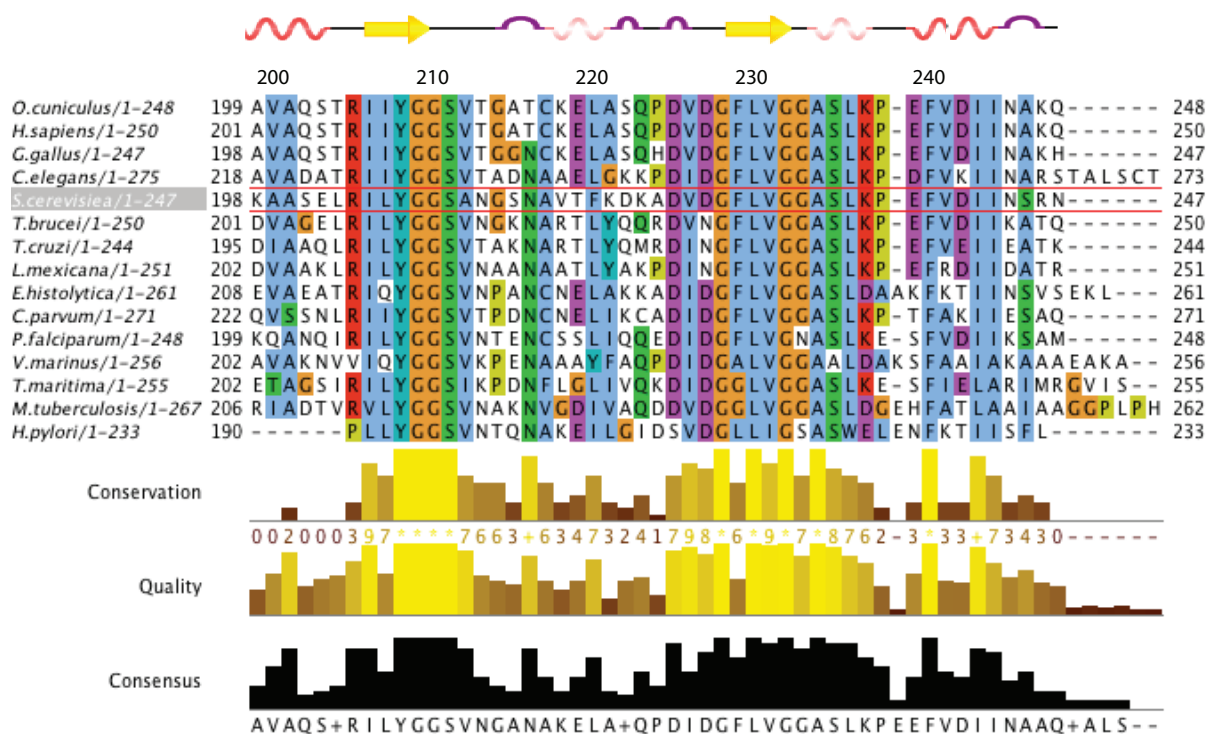 200 210 220 230 240
O.cuniculus/1-248 199 AVAQSTRIIYGGSVTGATCKELASQPDVDGFLVGGASLKP-EFVDIINAKQ------ 248
H.sapiens/1-250 201 AVAQSTRIIYGGSVTGATCKELASQPDVDGFLVGGASLKP-EFVDIINAKQ------ 250
G.gallus/1-247 198 AVAQSTRIIYGGSVTGGNCKELASQHDVDGFLVGGASLKP-EFVDIINAKH------ 247
C.elegans/1-275 218 AVADATRIIYGGSVTADNAAELGKKPDIDGFLVGGASLKP-DFVKIINARSTALSCT 273
S.cerevisiea/1-247 198 KAASELRILYGGSANGSNAVTFKDKADVDGFLVGGASLKP-EFVDIINSRN------ 247
T.brucei/1-250 201 DVAGELRILYGGSVNGKNARTLYQQRDVNGFLVGGASLKP-EFVDIIKATQ------ 250
T.cruzi/1-244 195 DIAAQLRILYGGSVTAKNARTLYQMRDINGFLVGGASLKP-EFVEIIEATK------ 244
L.mexicana/1-251 202 DVAAKLRILYGGSVNAANAATLYAKPDINGFLVGGASLKP-EFRDIIDATR------ 251
E.histolytica/1-261 208 EVAEATRIQYGGSVNPANCNELAKKADIDGFLVGGASLDAAKFKTIINSVSEKL--- 261
C.parvum/1-271 222 QVSSNLRIIYGGSVTPDNCNELIKCADIDGFLVGGASLKP-TFAKIIESAQ------ 271
P.falciparum/1-248 199 KQANQIRIIYGGSVNTENCSSLIQQEDIDGFLVGNASLKE-SFVDIIKSAM------ 248
V.marinus/1-256 202 AVAKNVVIQYGGSVKPENAAAYFAQPDIDGALVGGAALDAKSFAAIAKAAAEAKA-- 256
T.maritima/1-255 202 ETAGSIRILYGGSIKPDNFLGLIVQKDIDGGLVGGASLKE-SFIELARIMRGVIS-- 255
M.tuberculosis/1-267 206 RIADTVRVLYGGSVNAKNVGDIVAQDDVDGGLVGGASLDGEHFATLAAIAAGGPLPH 262
H.pylori/1-233 190 ------PLLYGGSVNTQNAKEILGIDSVDGLLIGSASWELENFKTIISFL------- 233
Conservation
002000397****7663+63473241798*6*9*7*8762-3*33+73430------
Quality
Consensus
AVAQS+RILYGGSVNGANAKELA+QPDIDGFLVGGASLKPEEFVDIINAAQ+ALS--